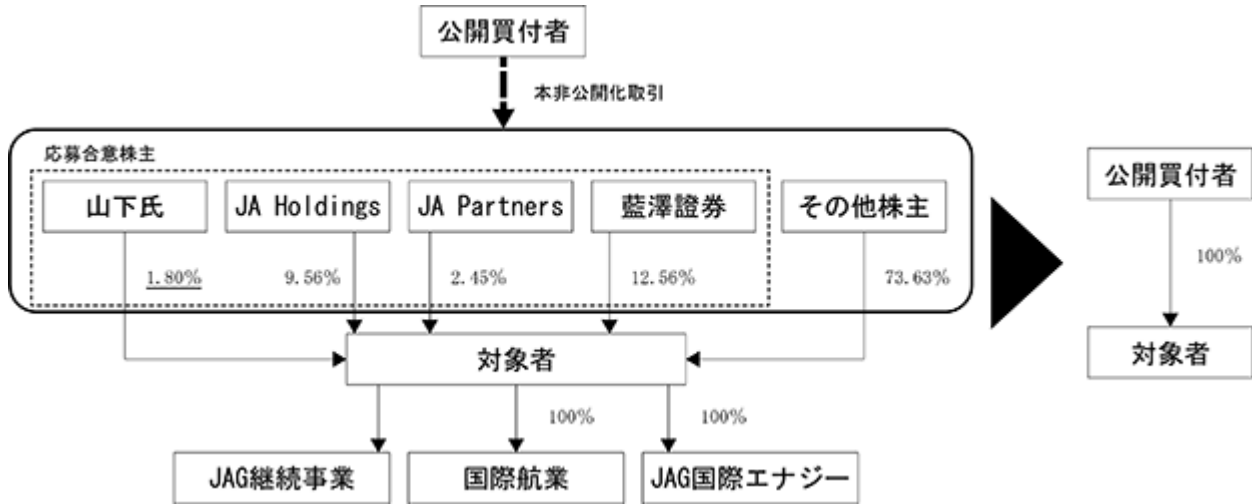 公開買付者
本非公開化取引
応募合意株主
山下氏
JA Holdings
JA Partners
藍澤證券
その他株主
1.80%
9.56%
2.45%
12.56%
73.63%
対象者
100%
100%
JAG継続事業
国際航業
JAG国際エナジー
公開買付者
100%
対象者